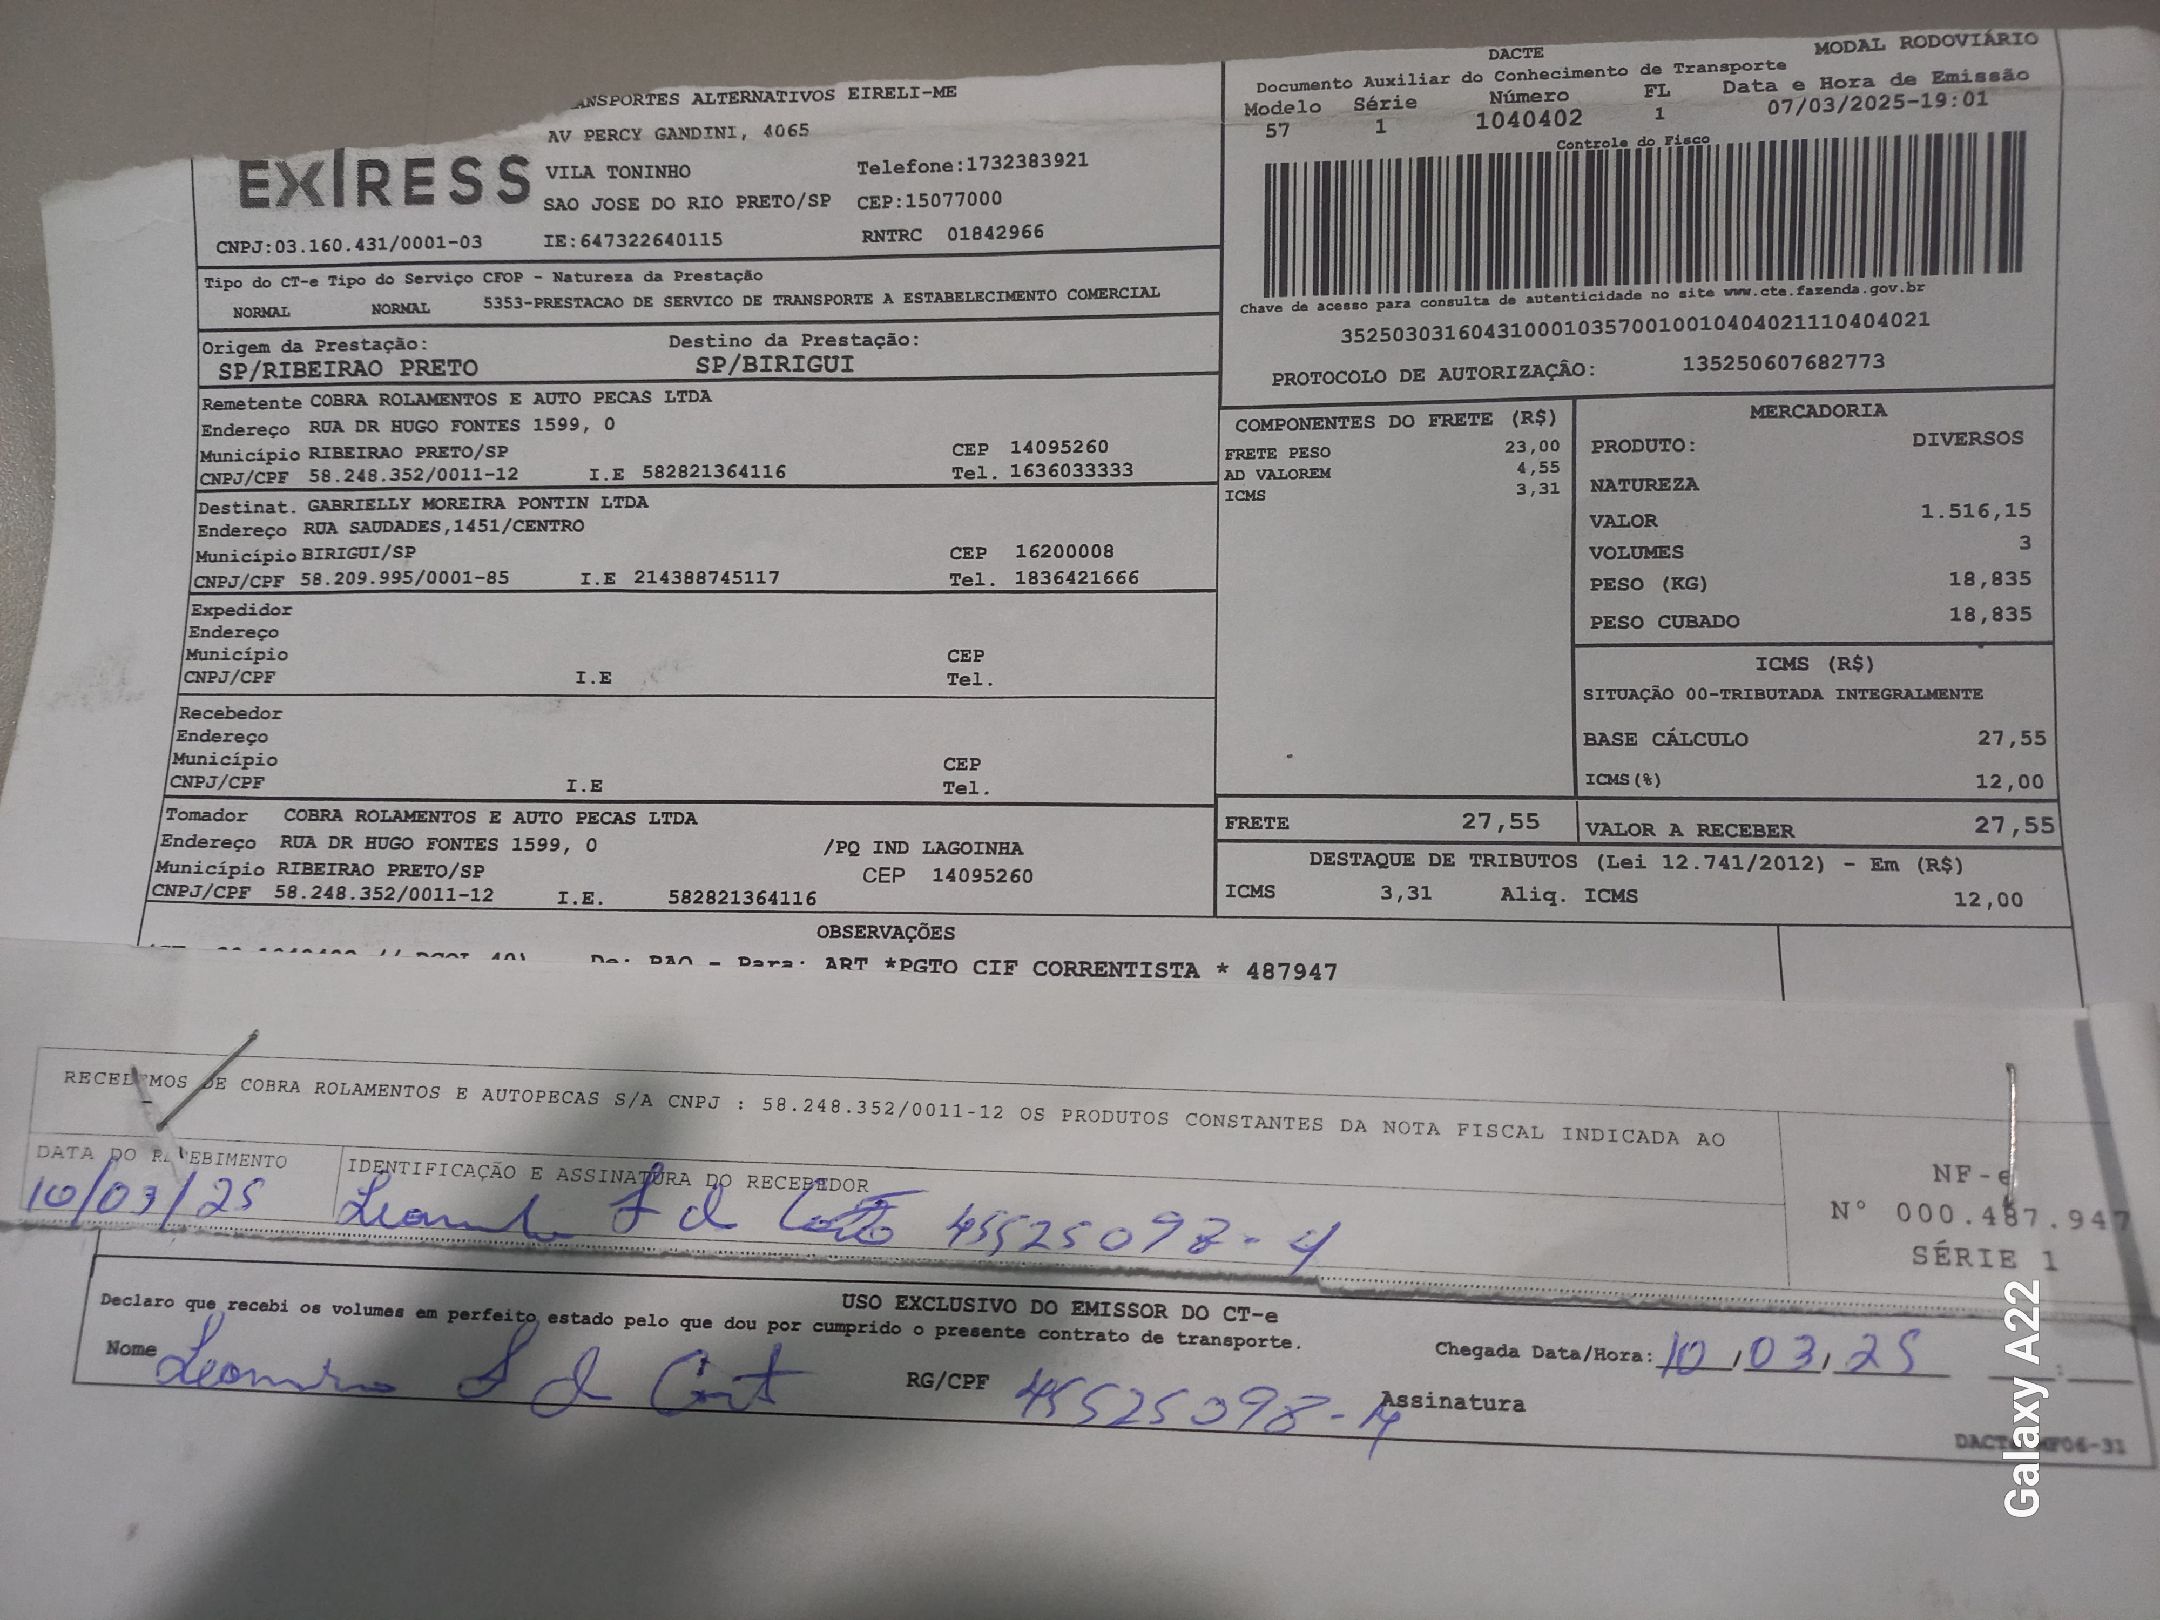 DACTE MODAL RODOVIÁRIO
Documento Auxiliar do Conhecimento de Transporte
Modelo Série Número FL Data e Hora de Emissão
57 1 1040402 1 07/03/2025-19:01
Controle do Fisco
Chave de acesso para consulta de autenticidade no site www.cte.fazenda.gov.br
35250303160431000103570010010404021110404021
PROTOCOLO DE AUTORIZAÇÃO: 135250607682773
ALTERNATIVOS EIRELI-ME
AV PERCY GANDINI, 4065
EXPRESS
VILA TONINHO Telefone:1732383921
SAO JOSE DO RIO PRETO/SP CEP:15077000
CNPJ:03.160.431/0001-03 IE:647322640115 RNTRC 01842966
Tipo do CT-e Tipo do Serviço CFOP - Natureza da Prestação
NORMAL NORMAL 5353-PRESTACAO DE SERVICO DE TRANSPORTE A ESTABELECIMENTO COMERCIAL
Origem da Prestação: Destino da Prestação:
SP/RIBEIRAO PRETO SP/BIRIGUI
Remetente COBRA ROLAMENTOS E AUTO PECAS LTDA
Endereço RUA DR HUGO FONTES 1599, 0
Município RIBEIRAO PRETO/SP CEP 14095260
CNPJ/CPF 58.248.352/0011-12 I.E 582821364116 Tel. 1636033333
Destinat. GABRIELLY MOREIRA PONTIN LTDA
Endereço RUA SAUDADES,1451/CENTRO
Município BIRIGUI/SP CEP 16200008
CNPJ/CPF 58.209.995/0001-85 I.E 214388745117 Tel. 1836421666
Expedidor
Endereço
Município CEP
CNPJ/CPF I.E Tel.
Recebedor
Endereço
Município CEP
CNPJ/CPF I.E Tel.
Tomador COBRA ROLAMENTOS E AUTO PECAS LTDA
Endereço RUA DR HUGO FONTES 1599, 0 /PQ IND LAGOINHA
Município RIBEIRAO PRETO/SP CEP 14095260
CNPJ/CPF 58.248.352/0011-12 I.E. 582821364116
COMPONENTES DO FRETE (R$)
FRETE PESO 23,00
AD VALOREM 4,55
ICMS 3,31
MERCADORIA
PRODUTO: DIVERSOS
NATUREZA
VALOR 1.516,15
VOLUMES 3
PESO (KG) 18,835
PESO CUBADO 18,835
ICMS (R$)
SITUAÇÃO 00-TRIBUTADA INTEGRALMENTE
BASE CÁLCULO 27,55
ICMS(%) 12,00
FRETE 27,55 VALOR A RECEBER 27,55
DESTAQUE DE TRIBUTOS (Lei 12.741/2012) - Em (R$)
ICMS 3,31 Aliq. ICMS 12,00
OBSERVAÇÕES
De: RAO - Para: ART *PGTO CIF CORRENTISTA * 487947
RECEBEMOS DE COBRA ROLAMENTOS E AUTOPECAS S/A CNPJ : 58.248.352/0011-12 OS PRODUTOS CONSTANTES DA NOTA FISCAL INDICADA AO
DATA DO RECEBIMENTO IDENTIFICAÇÃO E ASSINATURA DO RECEBEDOR
10/03/25 Leandro 45525098-4
NF-e
N° 000.487.947
SÉRIE 1
USO EXCLUSIVO DO EMISSOR DO CT-e
Declaro que recebi os volumes em perfeito estado pelo que dou por cumprido o presente contrato de transporte.
Nome Leandro RG/CPF 45525098-4 Assinatura
Chegada Data/Hora: 10/03/25
Galaxy A22